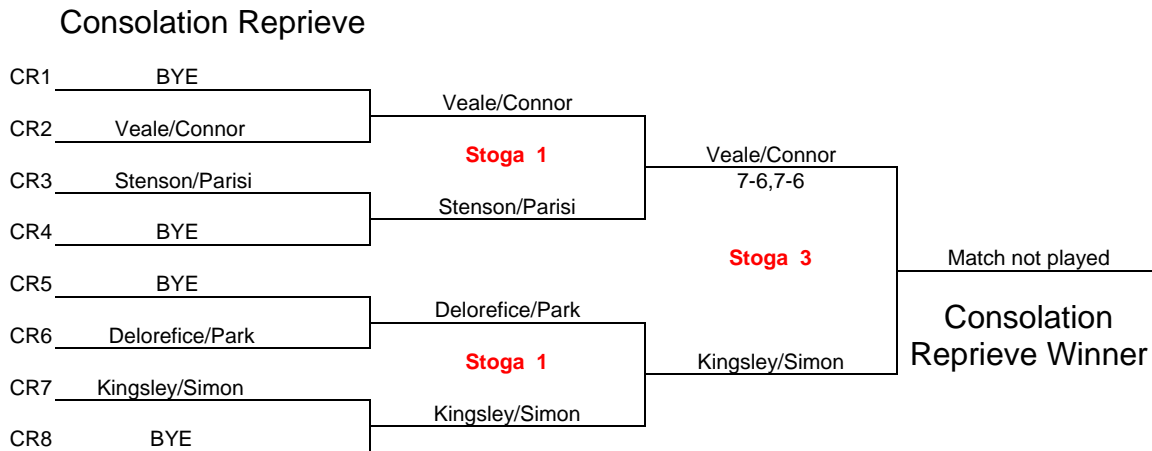 Consolation Reprieve
CR1 BYE
Veale/Connor
CR2 Veale/Connor
Stoga 1
Veale/Connor
7-6,7-6
CR3 Stenson/Parisi
Stenson/Parisi
CR4 BYE
Stoga 3
Match not played
CR5 BYE
Delorefice/Park
Consolation
Reprieve Winner
CR6 Delorefice/Park
Stoga 1
Kingsley/Simon
CR7 Kingsley/Simon
Kingsley/Simon
CR8 BYE